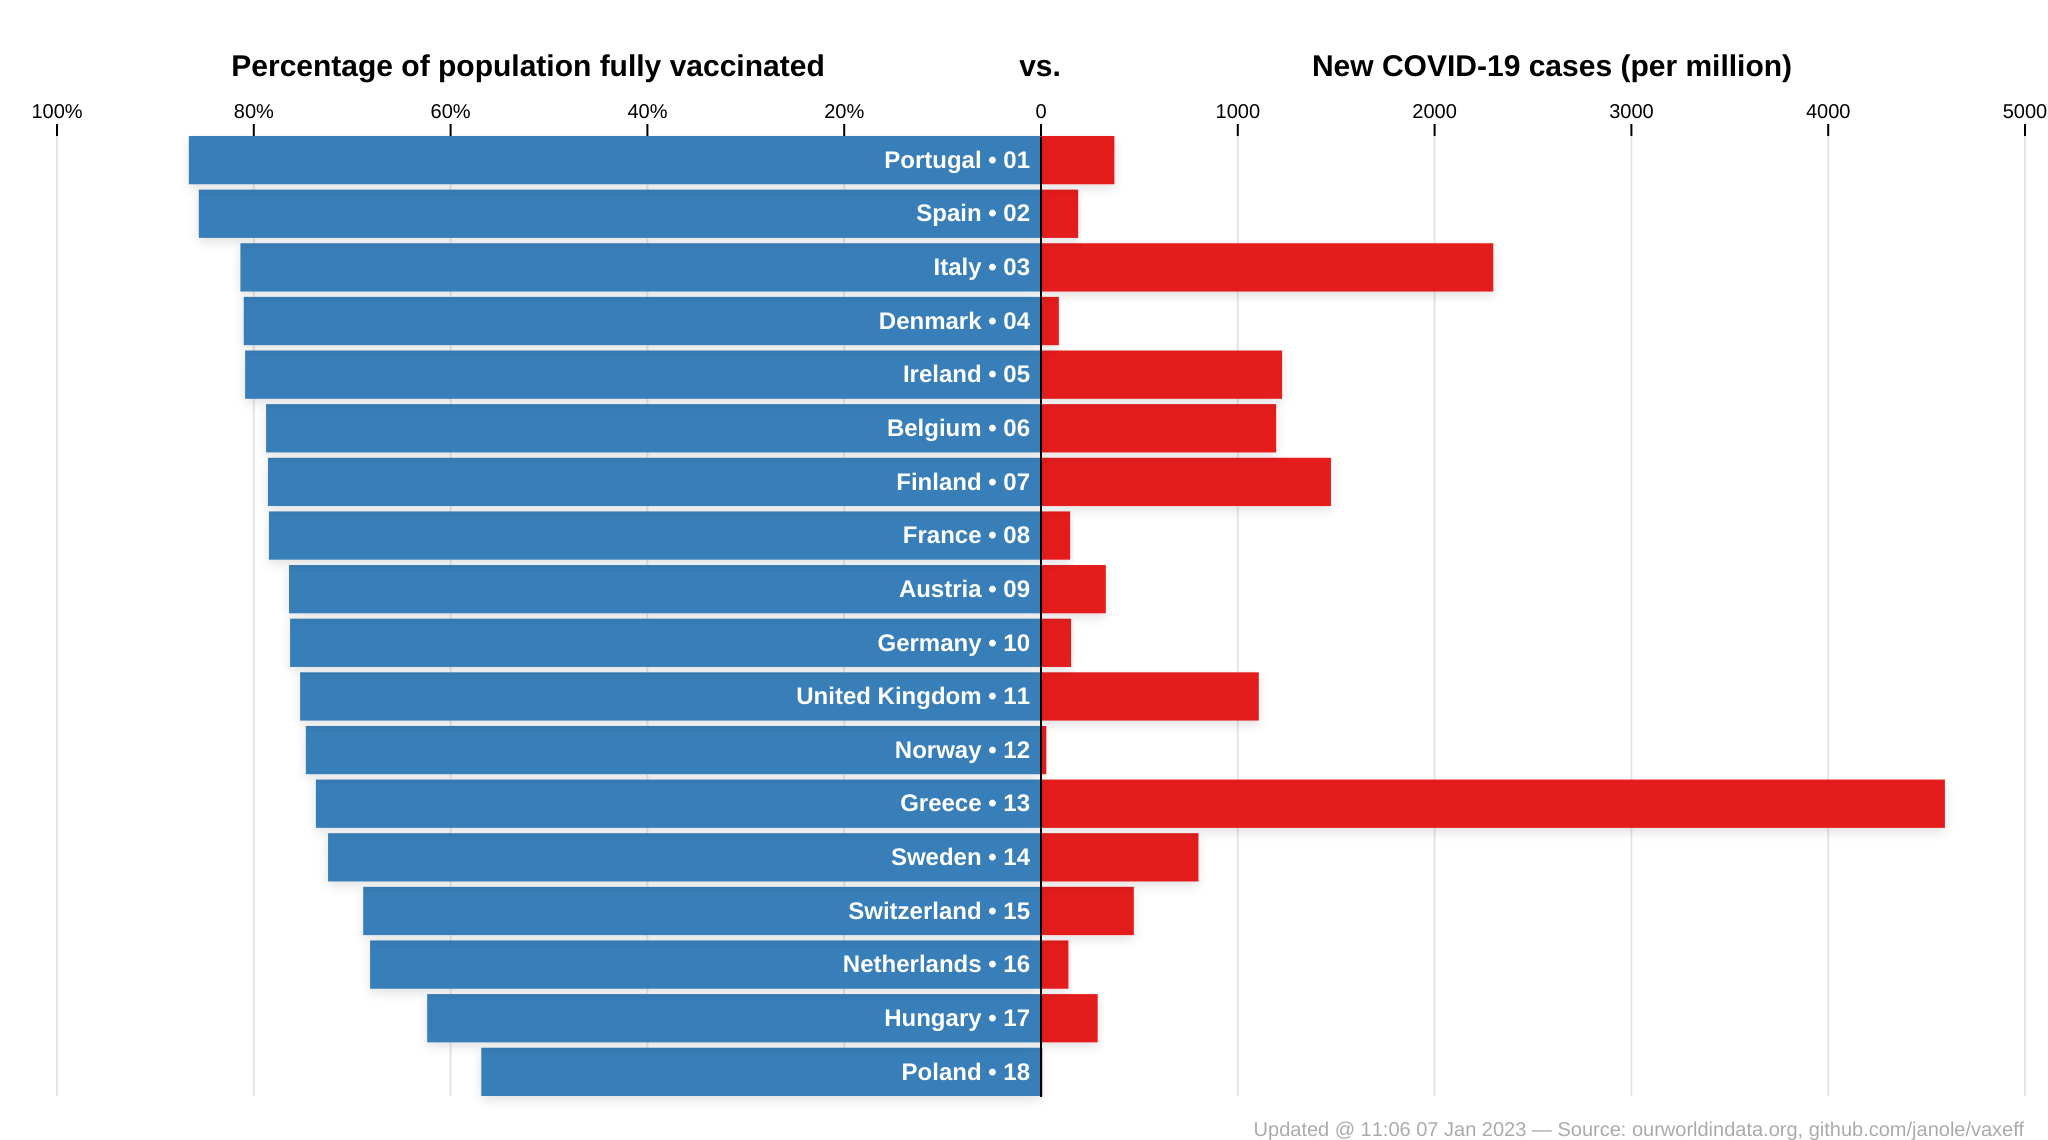 Percentage of population fully vaccinated vs. New COVID-19 cases (per million)
100% 80% 60% 40% 20% 0 1000 2000 3000 4000 5000
Portugal • 01
Spain • 02
Italy • 03
Denmark • 04
Ireland • 05
Belgium • 06
Finland • 07
France • 08
Austria • 09
Germany • 10
United Kingdom • 11
Norway • 12
Greece • 13
Sweden • 14
Switzerland • 15
Netherlands • 16
Hungary • 17
Poland • 18
Updated @ 11:06 07 Jan 2023 — Source: ourworldindata.org, github.com/janole/vaxeff